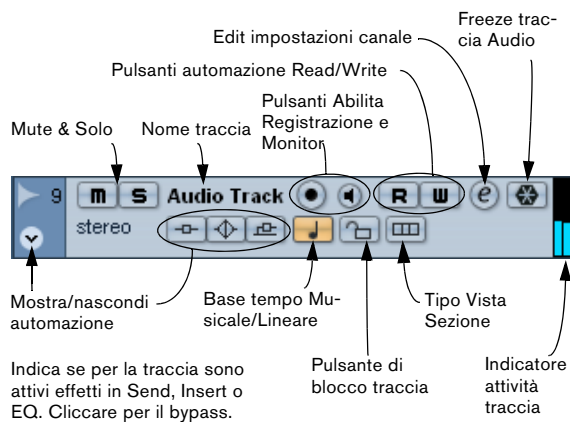 Freeze trac-
cia Audio
Edit impostazioni canale
Pulsanti automazione Read/Write
Pulsanti Abilita
Registrazione e
Monitor
Mute & Solo
Nome traccia
9
m
S
Audio Track
R
W
e
stereo
Mostra/nascondi
automazione
Base tempo Mu-
sicale/Lineare
Tipo Vista
Sezione
Indica se per la traccia sono
attivi effetti in Send, Insert o
EQ. Cliccare per il bypass.
Pulsante di
blocco traccia
Indicatore
attività
traccia